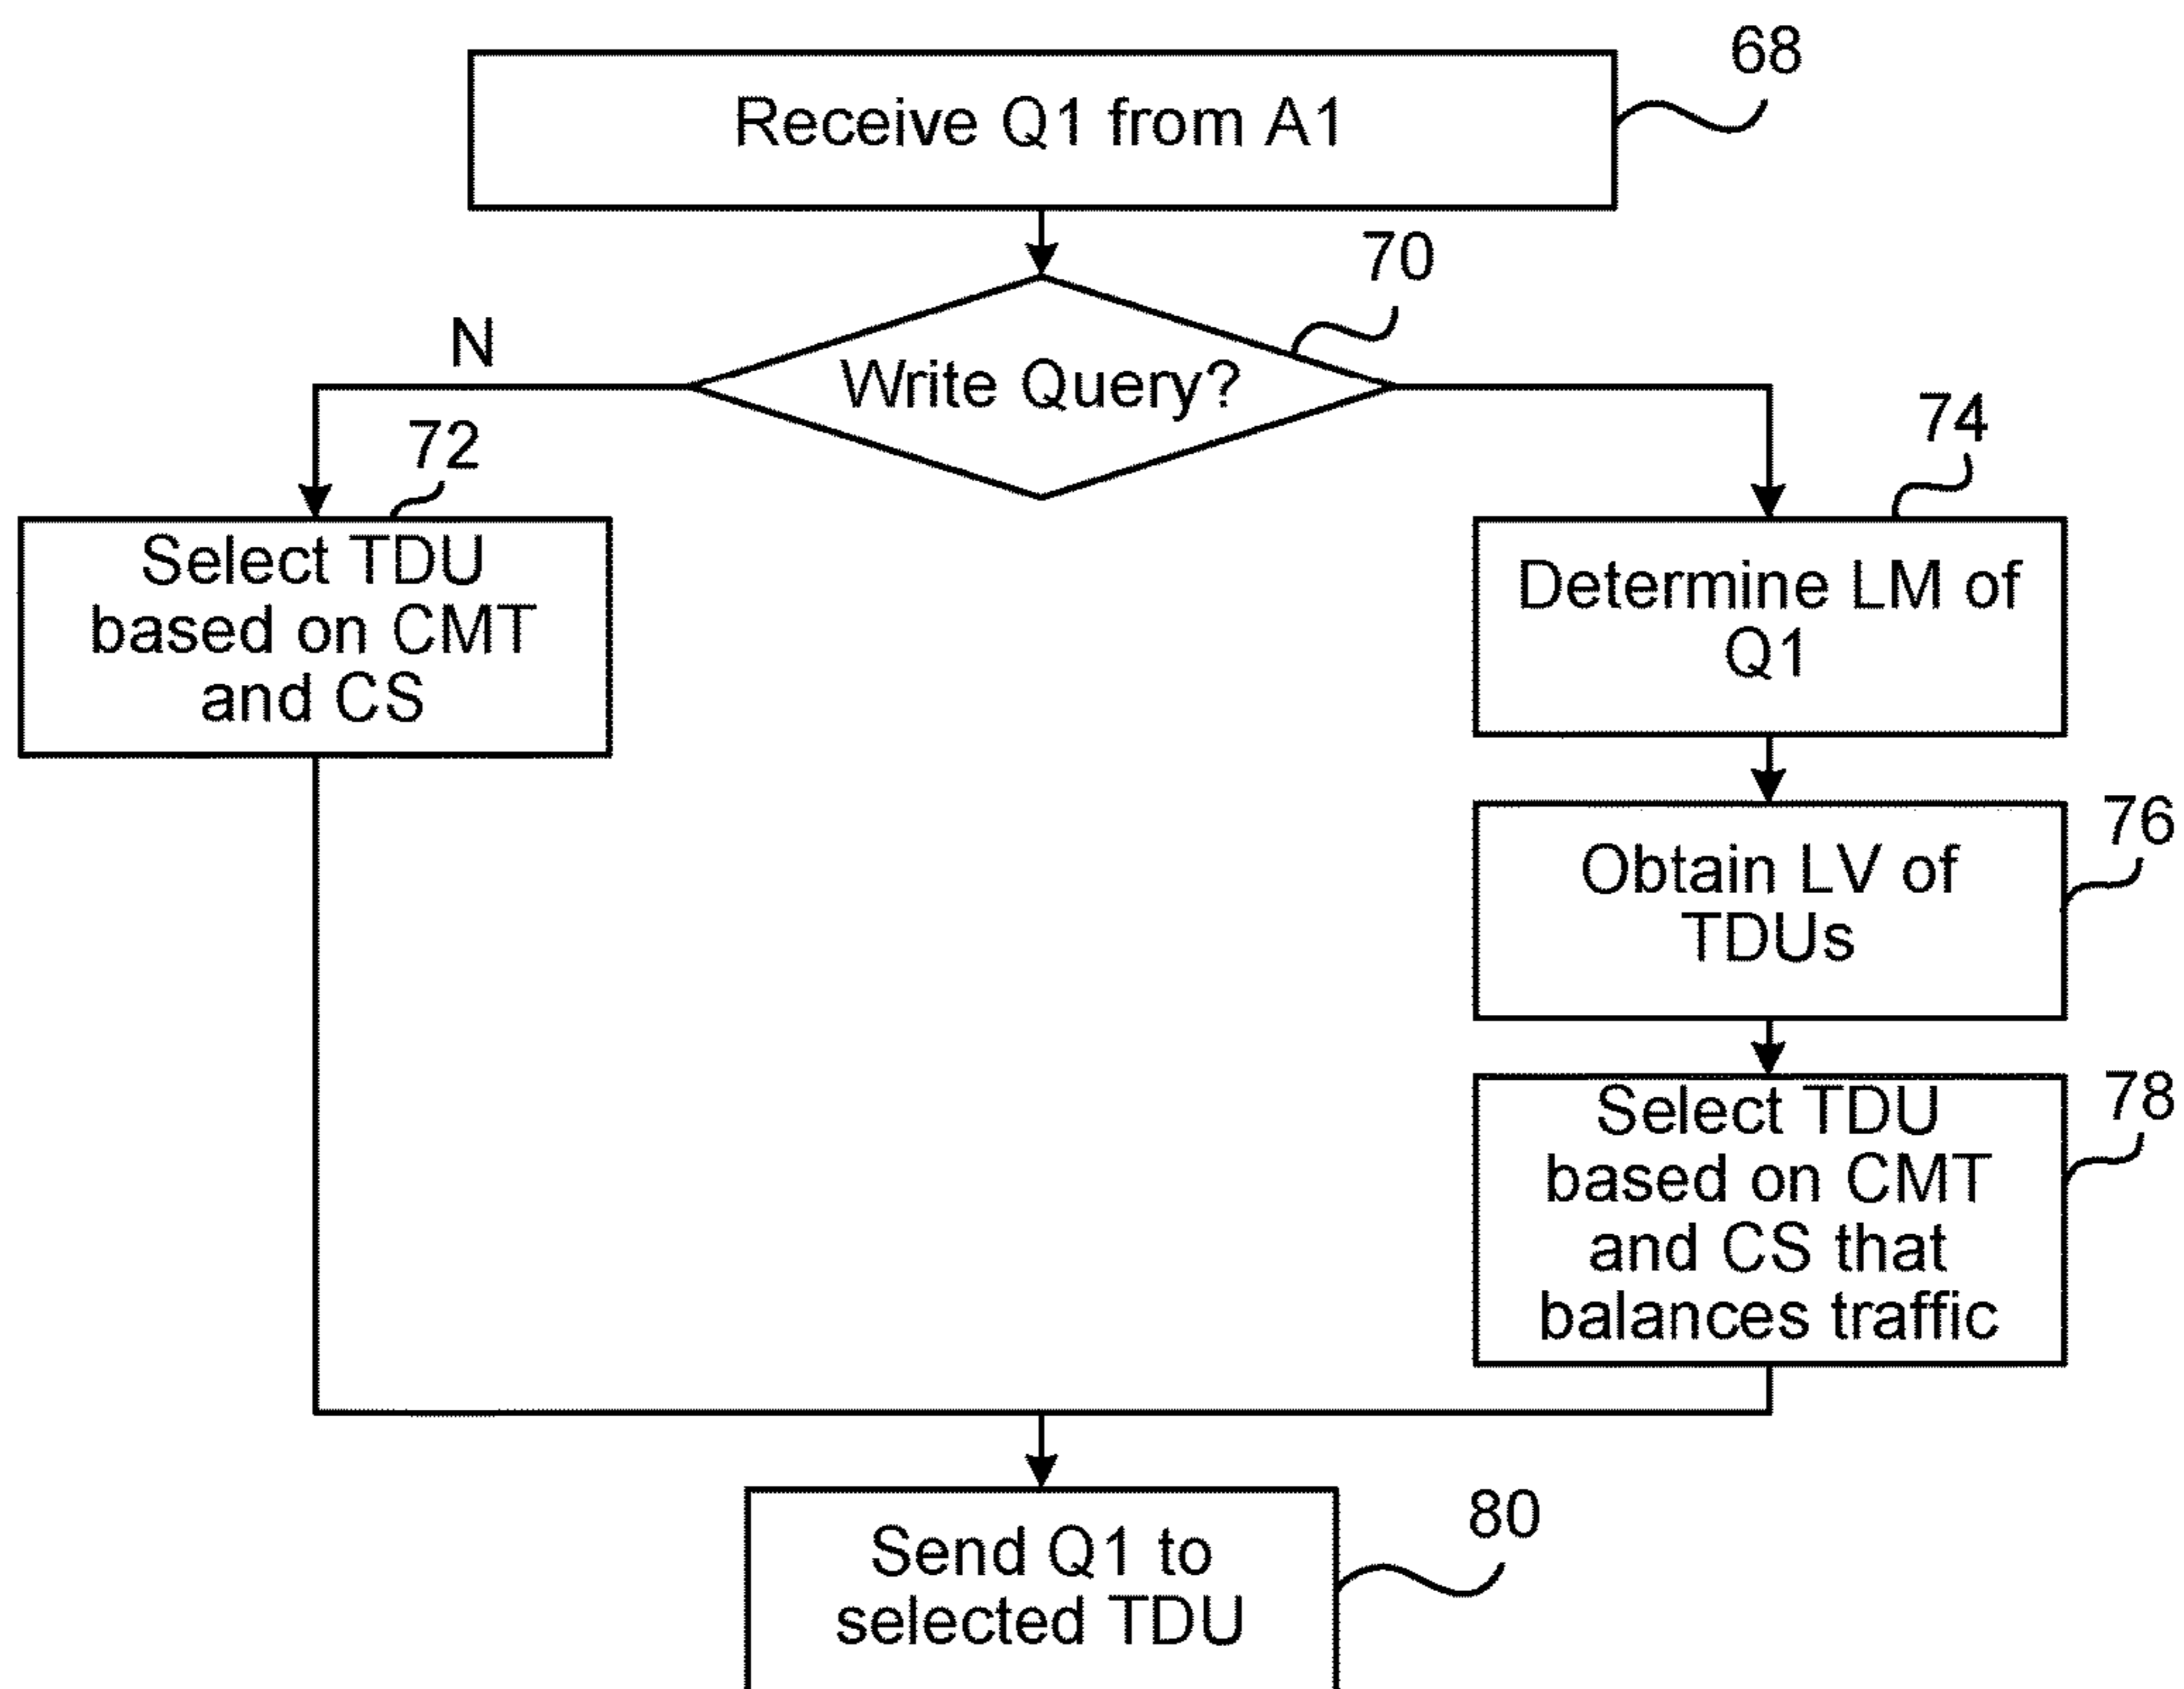 68
Receive Q1 from A1
70
Write Query?
N
72
Select TDU
based on CMT
and CS
74
Determine LM of
Q1
76
Obtain LV of
TDUs
78
Select TDU
based on CMT
and CS that
balances traffic
80
Send Q1 to
selected TDU